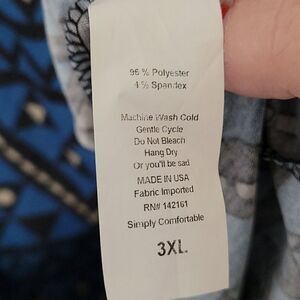 96 % Polyester
4 % Spandex
Machine Wash Cold
Gentle Cycle
Do Not Bleach
Hang Dry
Or you'll be sad
MADE IN USA
Fabric Imported
RN# 142161
Simply Comfortable
3XL